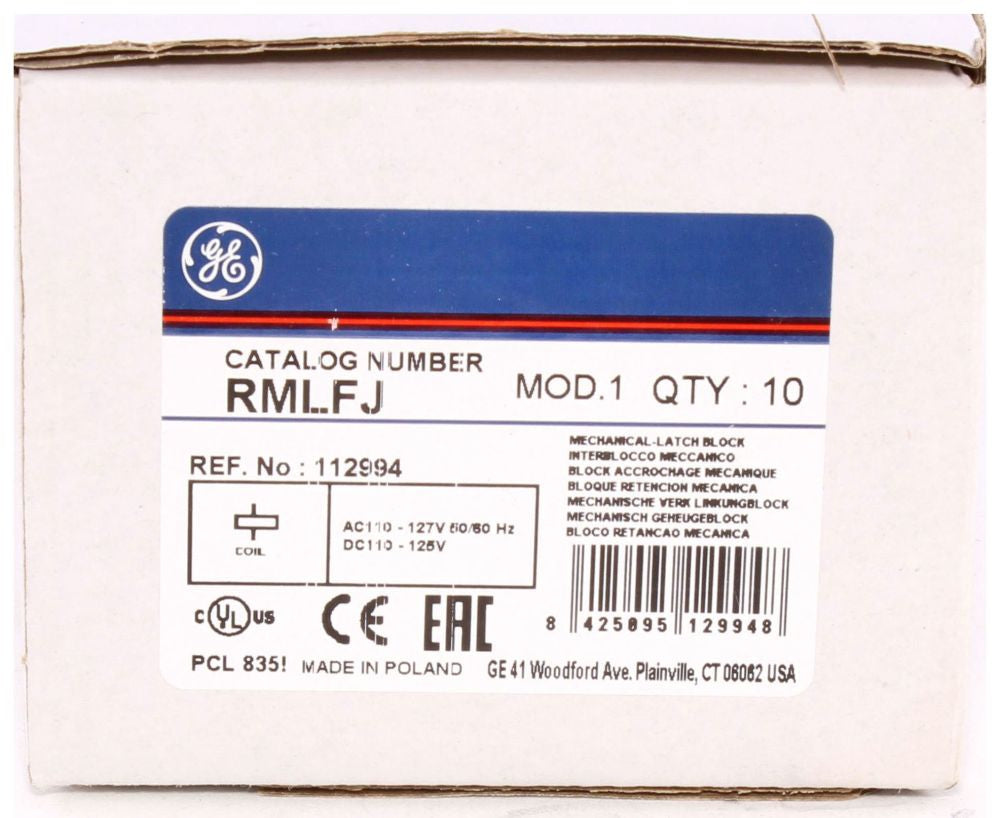 GE
CATALOG NUMBER
RMLFJ
MOD.1 QTY : 10
REF. No : 112994
COIL
AC110 - 127V 50/60 Hz
DC110 - 125V
MECHANICAL-LATCH BLOCK
INTERBLOCCO MECCANICO
BLOCK ACCROCHAGE MECANIQUE
BLOQUE RETENCION MECANICA
MECHANISCHE VERK LINKUNGBLOCK
MECHANISCH GEHEUGEBLOCK
BLOCO RETANCAO MECANICA
8 425095 129948
C UL US
CE EAC
PCL 835! MADE IN POLAND
GE 41 Woodford Ave. Plainville, CT 06062 USA